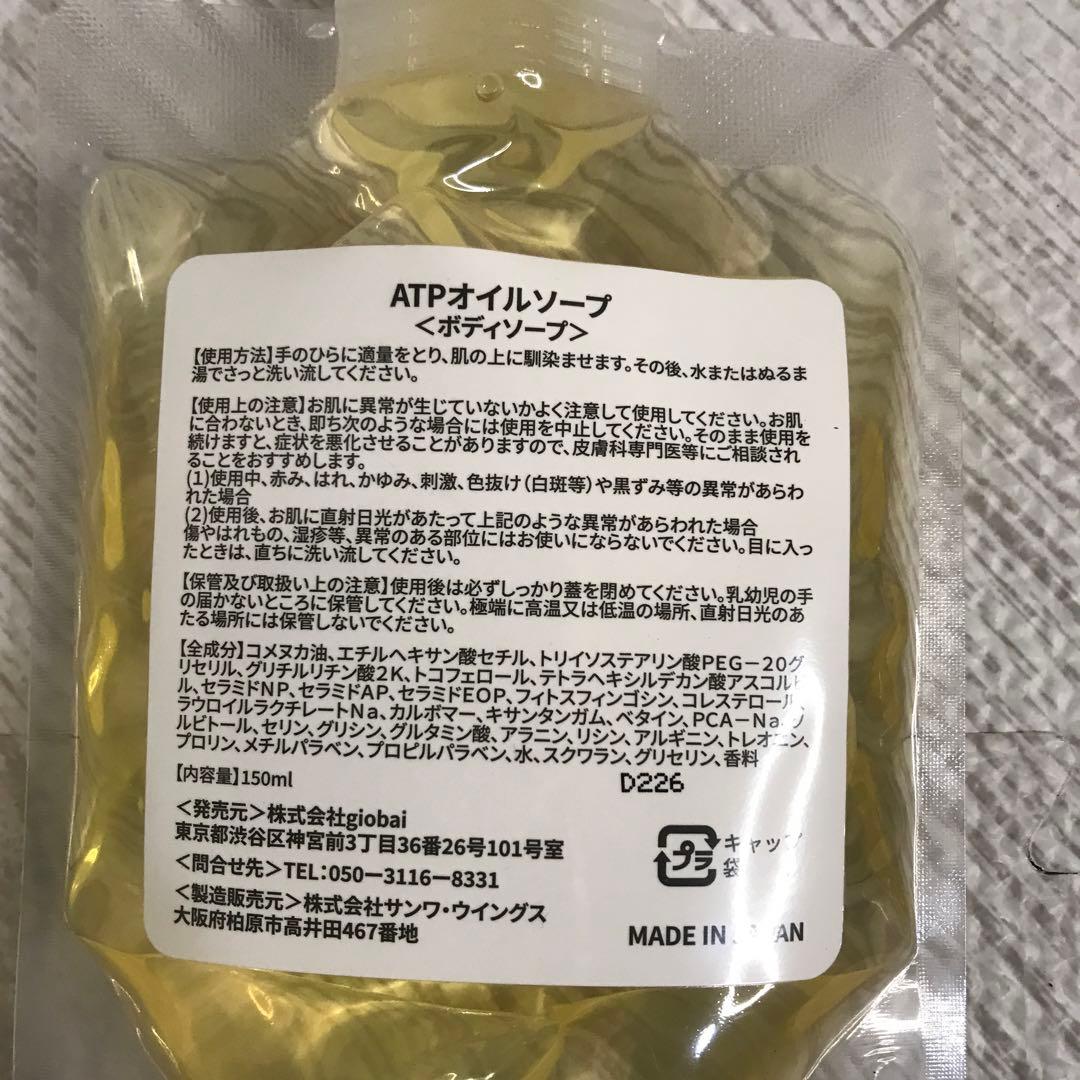 ATPオイルソープ
＜ボディソープ＞
【使用方法】手のひらに適量をとり、肌の上に馴染ませます。その後、水またはぬるま
湯でさっと洗い流してください。
【使用上の注意】お肌に異常が生じていないかよく注意して使用してください。お肌
に合わないとき、即ち次のような場合には使用を中止してください。そのまま使用を
続けますと、症状を悪化させることがありますので、皮膚科専門医等にご相談され
ることをおすすめします。
(1)使用中、赤み、はれ、かゆみ、刺激、色抜け（白斑等）や黒ずみ等の異常があらわ
れた場合
(2)使用後、お肌に直射日光があたって上記のような異常があらわれた場合
傷やはれもの、湿疹等、異常のある部位にはお使いにならないでください。目に入っ
たときは、直ちに洗い流してください。
【保管及び取扱い上の注意】使用後は必ずしっかり蓋を閉めてください。乳幼児の手
の届かないところに保管してください。極端に高温又は低温の場所、直射日光のあ
たる場所には保管しないでください。
【全成分】コメヌカ油、エチルヘキサン酸セチル、トリイソステアリン酸PEG－20グ
リセリル、グリチルリチン酸2K、トコフェロール、テトラヘキシルデカン酸アスコルビ
ル、セラミドNP、セラミドAP、セラミドEOP、フィトスフィンゴシン、コレステロール、
ラウロイルラクチレートNa、カルボマー、キサンタンガム、ベタイン、PCA－Na、ソ
ルビトール、セリン、グリシン、グルタミン酸、アラニン、リシン、アルギニン、トレオニン、
プロリン、メチルパラベン、プロピルパラベン、水、スクワラン、グリセリン、香料
【内容量】150ml
D226
＜発売元＞株式会社giobai
東京都渋谷区神宮前3丁目36番26号101号室
＜問合せ先＞TEL：050ー3116ー8331
＜製造販売元＞株式会社サンワ・ウイングス
大阪府柏原市高井田467番地
プラ
キャップ
袋
MADE IN JAPAN